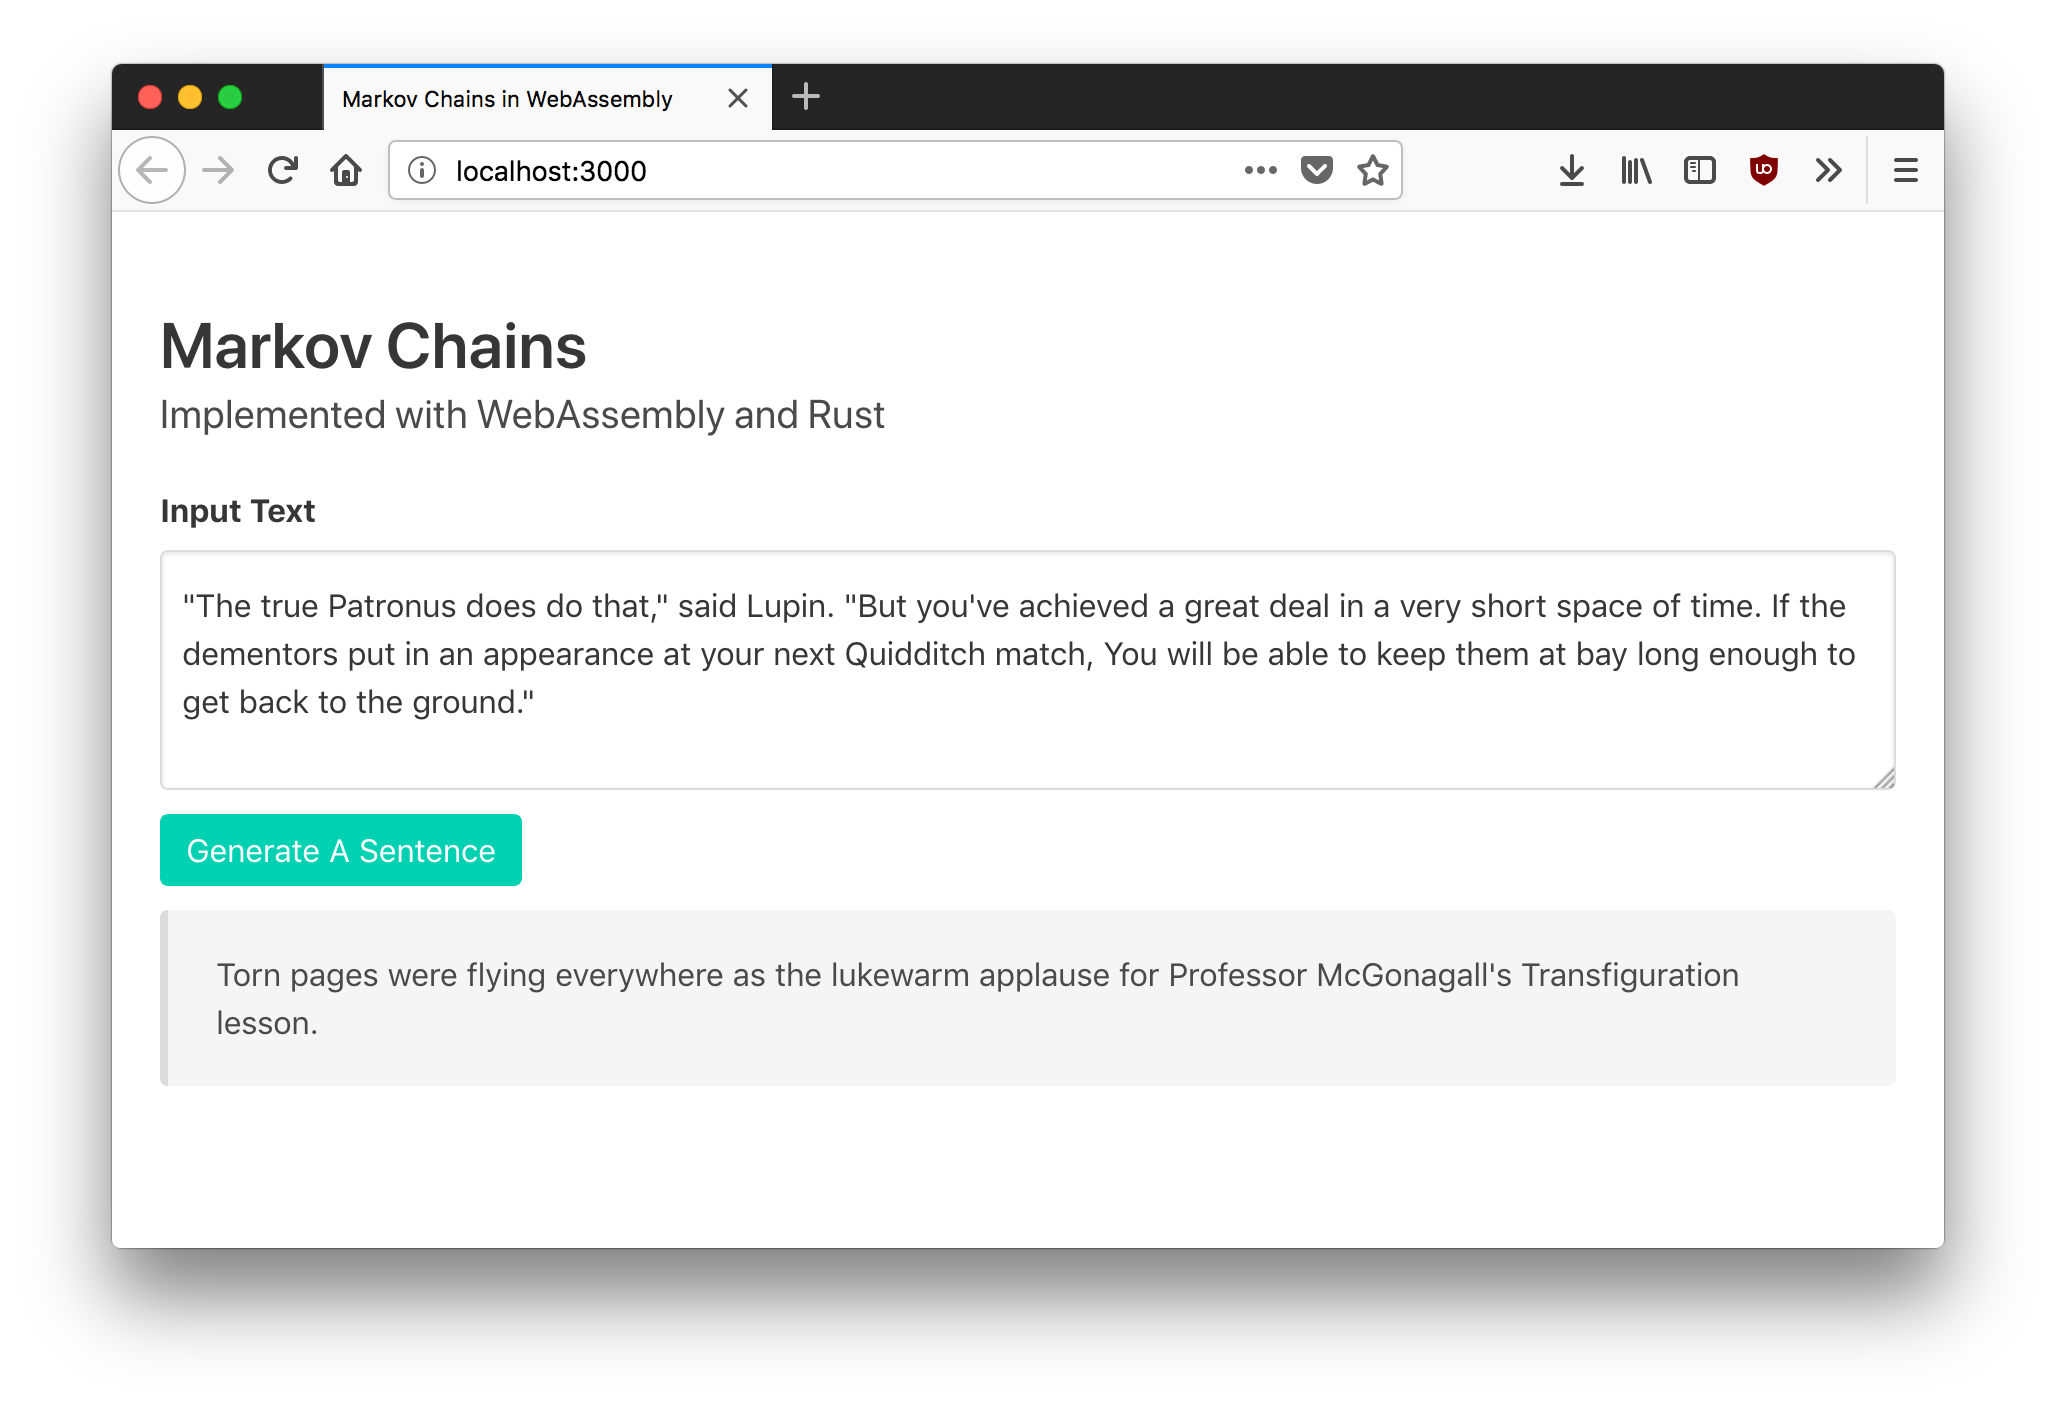 Markov Chains in WebAssembly
localhost:3000
Markov Chains
Implemented with WebAssembly and Rust
Input Text
"The true Patronus does do that," said Lupin. "But you've achieved a great deal in a very short space of time. If the
dementors put in an appearance at your next Quidditch match, You will be able to keep them at bay long enough to
get back to the ground."
Generate A Sentence
Torn pages were flying everywhere as the lukewarm applause for Professor McGonagall's Transfiguration
lesson.